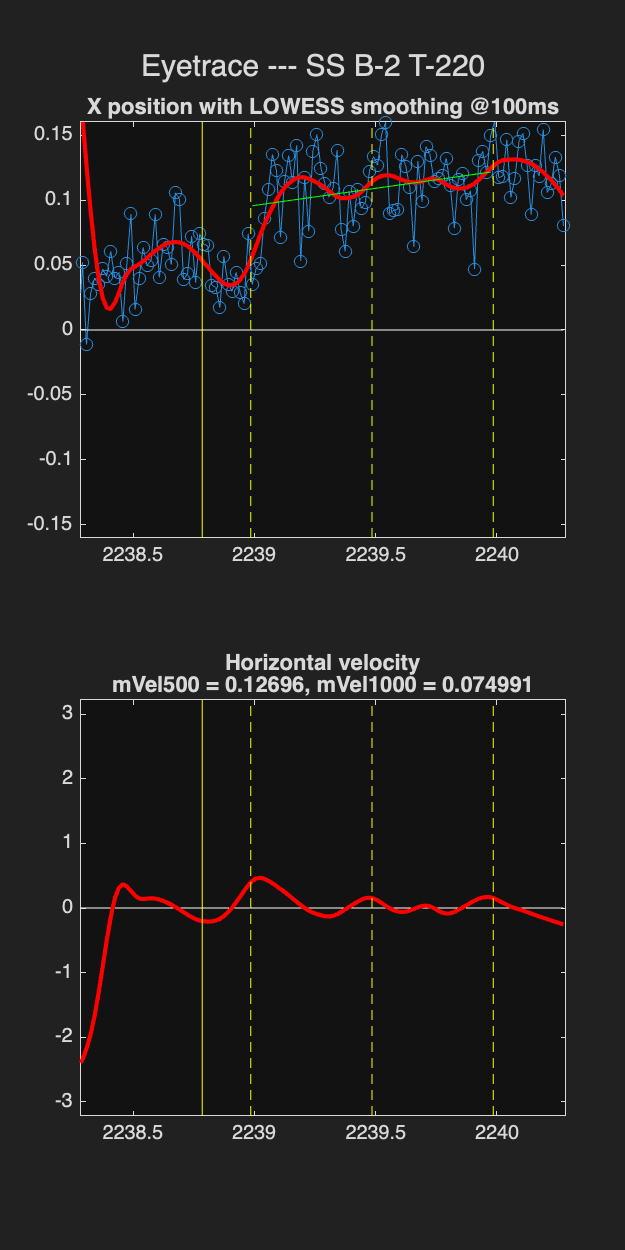 Eyetrace --- SS B-2 T-220
X position with LOWESS smoothing @100ms
0.15
0.1
0.05
0
-0.05
-0.1
-0.15
2238.5 2239 2239.5 2240
Horizontal velocity
mVel500 = 0.12696, mVel1000 = 0.074991
3
2
1
0
-1
-2
-3
2238.5 2239 2239.5 2240